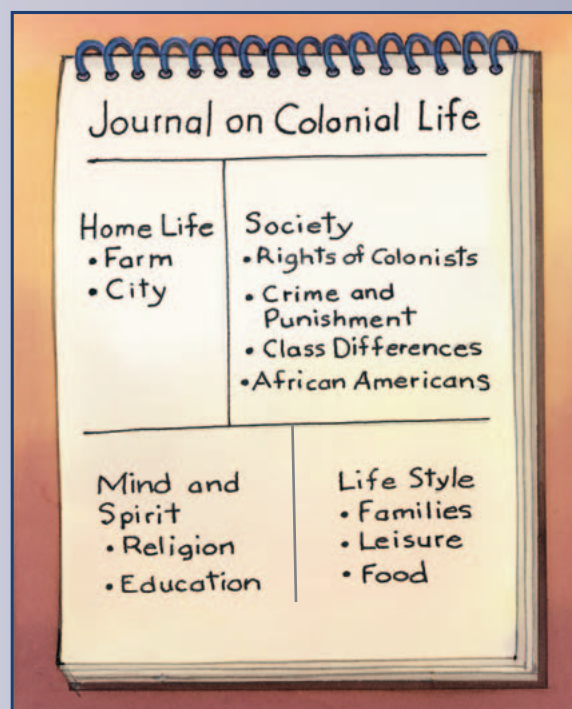 Journal on Colonial Life
Home Life
• Farm
• City
Society
• Rights of Colonists
• Crime and
Punishment
• Class Differences
• African Americans
Mind and
Spirit
• Religion
• Education
Life Style
• Families
• Leisure
• Food